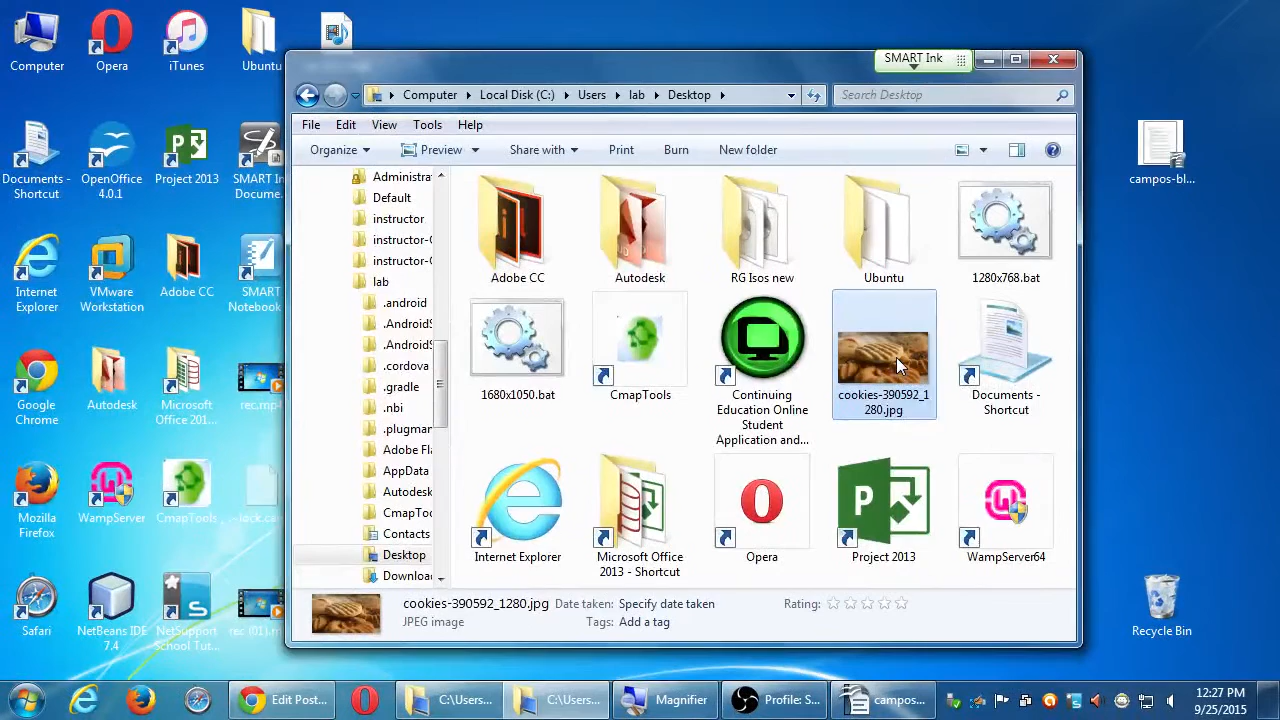 Computer
Opera
iTunes
Ubuntu
SMART Ink
Computer
Local Disk (C:)
Users
lab
Desktop
Search Desktop
File
Edit
View
Tools
Help
Organize
Preview
with
Burn
folder
Documents - Shortcut
OpenOffice 4.0.1
Project 2013
SMART
Docume..
campos-bl...
Internet Explorer
VMware Workstation
Adobe CC
SMART
Notebook
Google Chrome
Autodesk
Microsoft Office 201...
rec.mp
Mozilla Firefox
WampServer
CmapTools
Safari
NetBeans IDE 7.4
NetSupport School Tut...
rec (01).m
Recycle Bin
Administra
Default
instructor
instructor-
instructor-
lab
.android
.Android
.Android
.cordova
.gradle
.nbi
.plugman
Adobe Fl
AppData
Autodesk
CmapToo
Contacts
Desktop
Downloa
Adobe CC
Autodesk
RG Isos new
Ubuntu
1280x768.bat
1680x1050.bat
CmapTools
Continuing Education Online Student Application and...
cookies-390592_1280.jpg
Documents - Shortcut
Internet Explorer
Microsoft Office 2013 - Shortcut
Opera
Project 2013
WampServer64
cookies-390592_1280.jpg Date taken: Specify date taken Rating:
JPEG image Tags: Add a tag
Edit Post...
C:\Users...
C:\Users...
Magnifier
Profile: S...
campos...
12:27 PM
9/25/2015